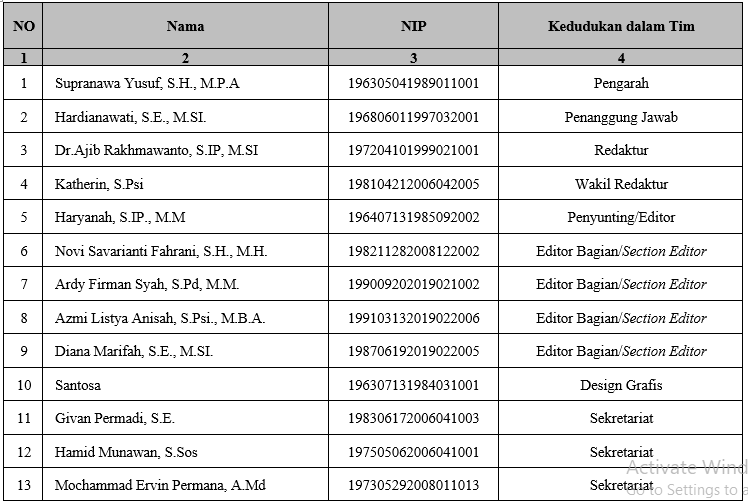 NO Nama NIP Kedudukan dalam Tim
1 2 3 4
1 Supranawa Yusuf, S.H., M.P.A 196305041989011001 Pengarah
2 Hardianawati, S.E., M.SI. 196806011997032001 Penanggung Jawab
3 Dr.Ajib Rakhmawanto, S.IP, M.SI 197204101999021001 Redaktur
4 Katherin, S.Psi 198104212006042005 Wakil Redaktur
5 Haryanah, S.IP., M.M 196407131985092002 Penyunting/Editor
6 Novi Savarianti Fahrani, S.H., M.H. 198211282008122002 Editor Bagian/Section Editor
7 Ardy Firman Syah, S.Pd, M.M. 199009202019021002 Editor Bagian/Section Editor
8 Azmi Listya Anisah, S.Psi., M.B.A. 199103132019022006 Editor Bagian/Section Editor
9 Diana Marifah, S.E., M.SI. 198706192019022005 Editor Bagian/Section Editor
10 Santosa 196307131984031001 Design Grafis
11 Givan Permadi, S.E. 198306172006041003 Sekretariat
12 Hamid Munawan, S.Sos 197505062006041001 Sekretariat
Activate Wind
13 Mochammad Ervin Permana, A.Md 197305292008011013 Sekretariat
Go to Settings to a